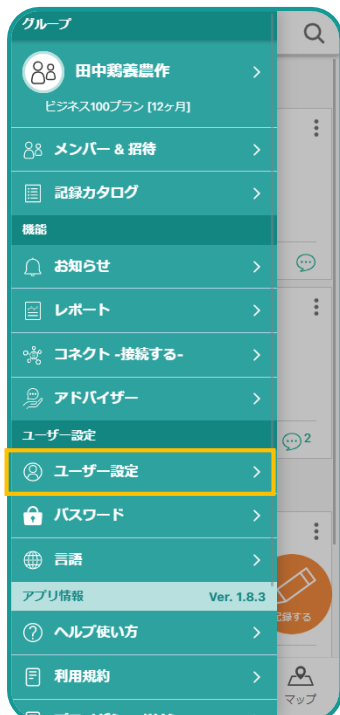 グループ
田中鶏養農作
ビジネス100プラン [12ヶ月]
メンバー & 招待
記録カタログ
機能
お知らせ
レポート
コネクト -接続する-
アドバイザー
2
ユーザー設定
ユーザー設定
パスワード
言語
アプリ情報 Ver. 1.8.3
記録する
ヘルプ使い方
利用規約
マップ